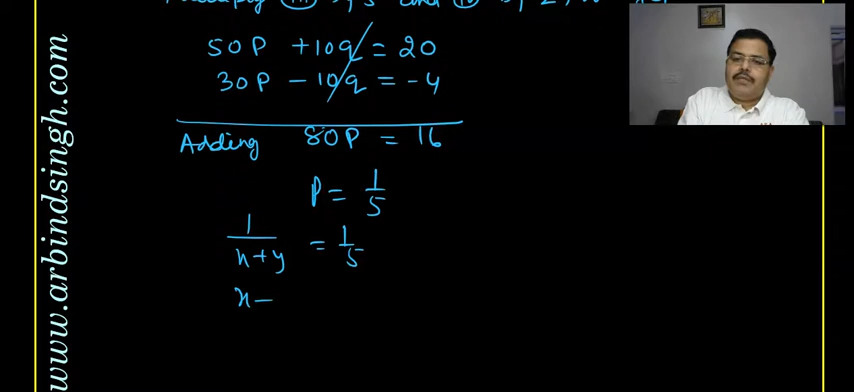 50P + 10q = 20
30P - 10q = -4
Adding 80P = 16
P = 1/5
1/(x+y) = 1/5
x -
www.arbindsingh.com